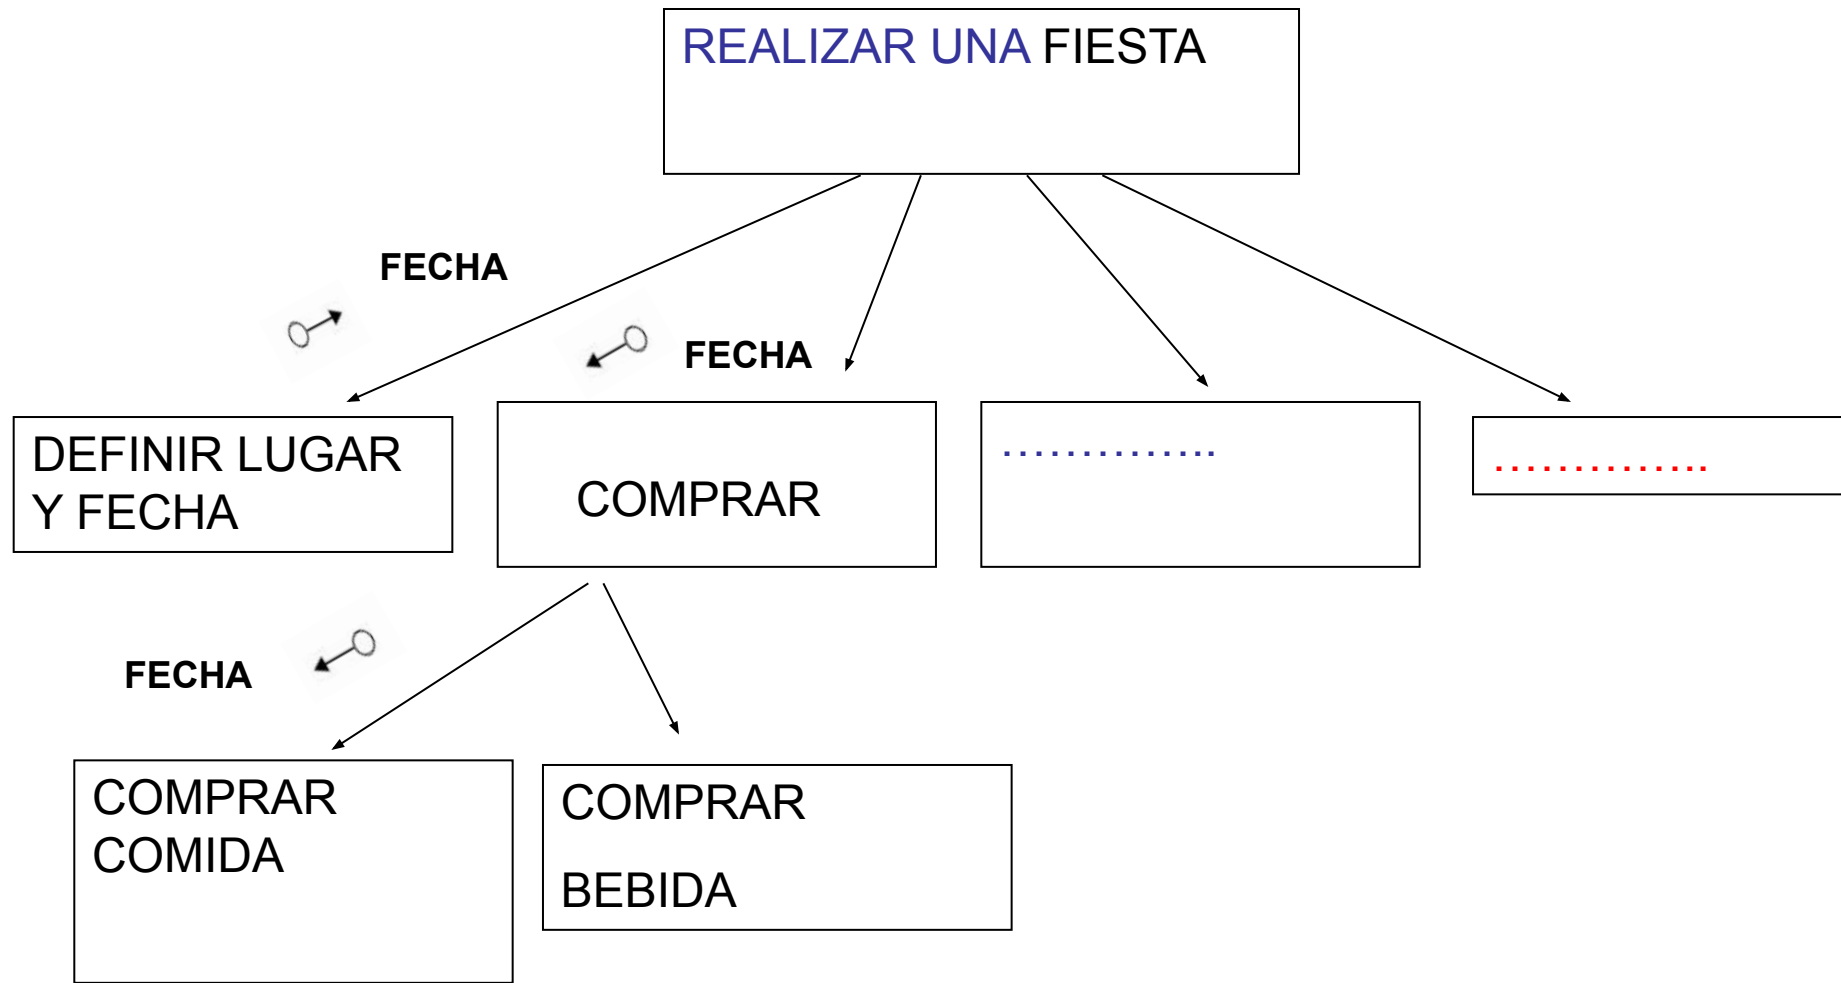 REALIZAR UNA FIESTA
FECHA
FECHA
DEFINIR LUGAR
Y FECHA
COMPRAR
..............
..............
FECHA
COMPRAR
COMIDA
COMPRAR
BEBIDA